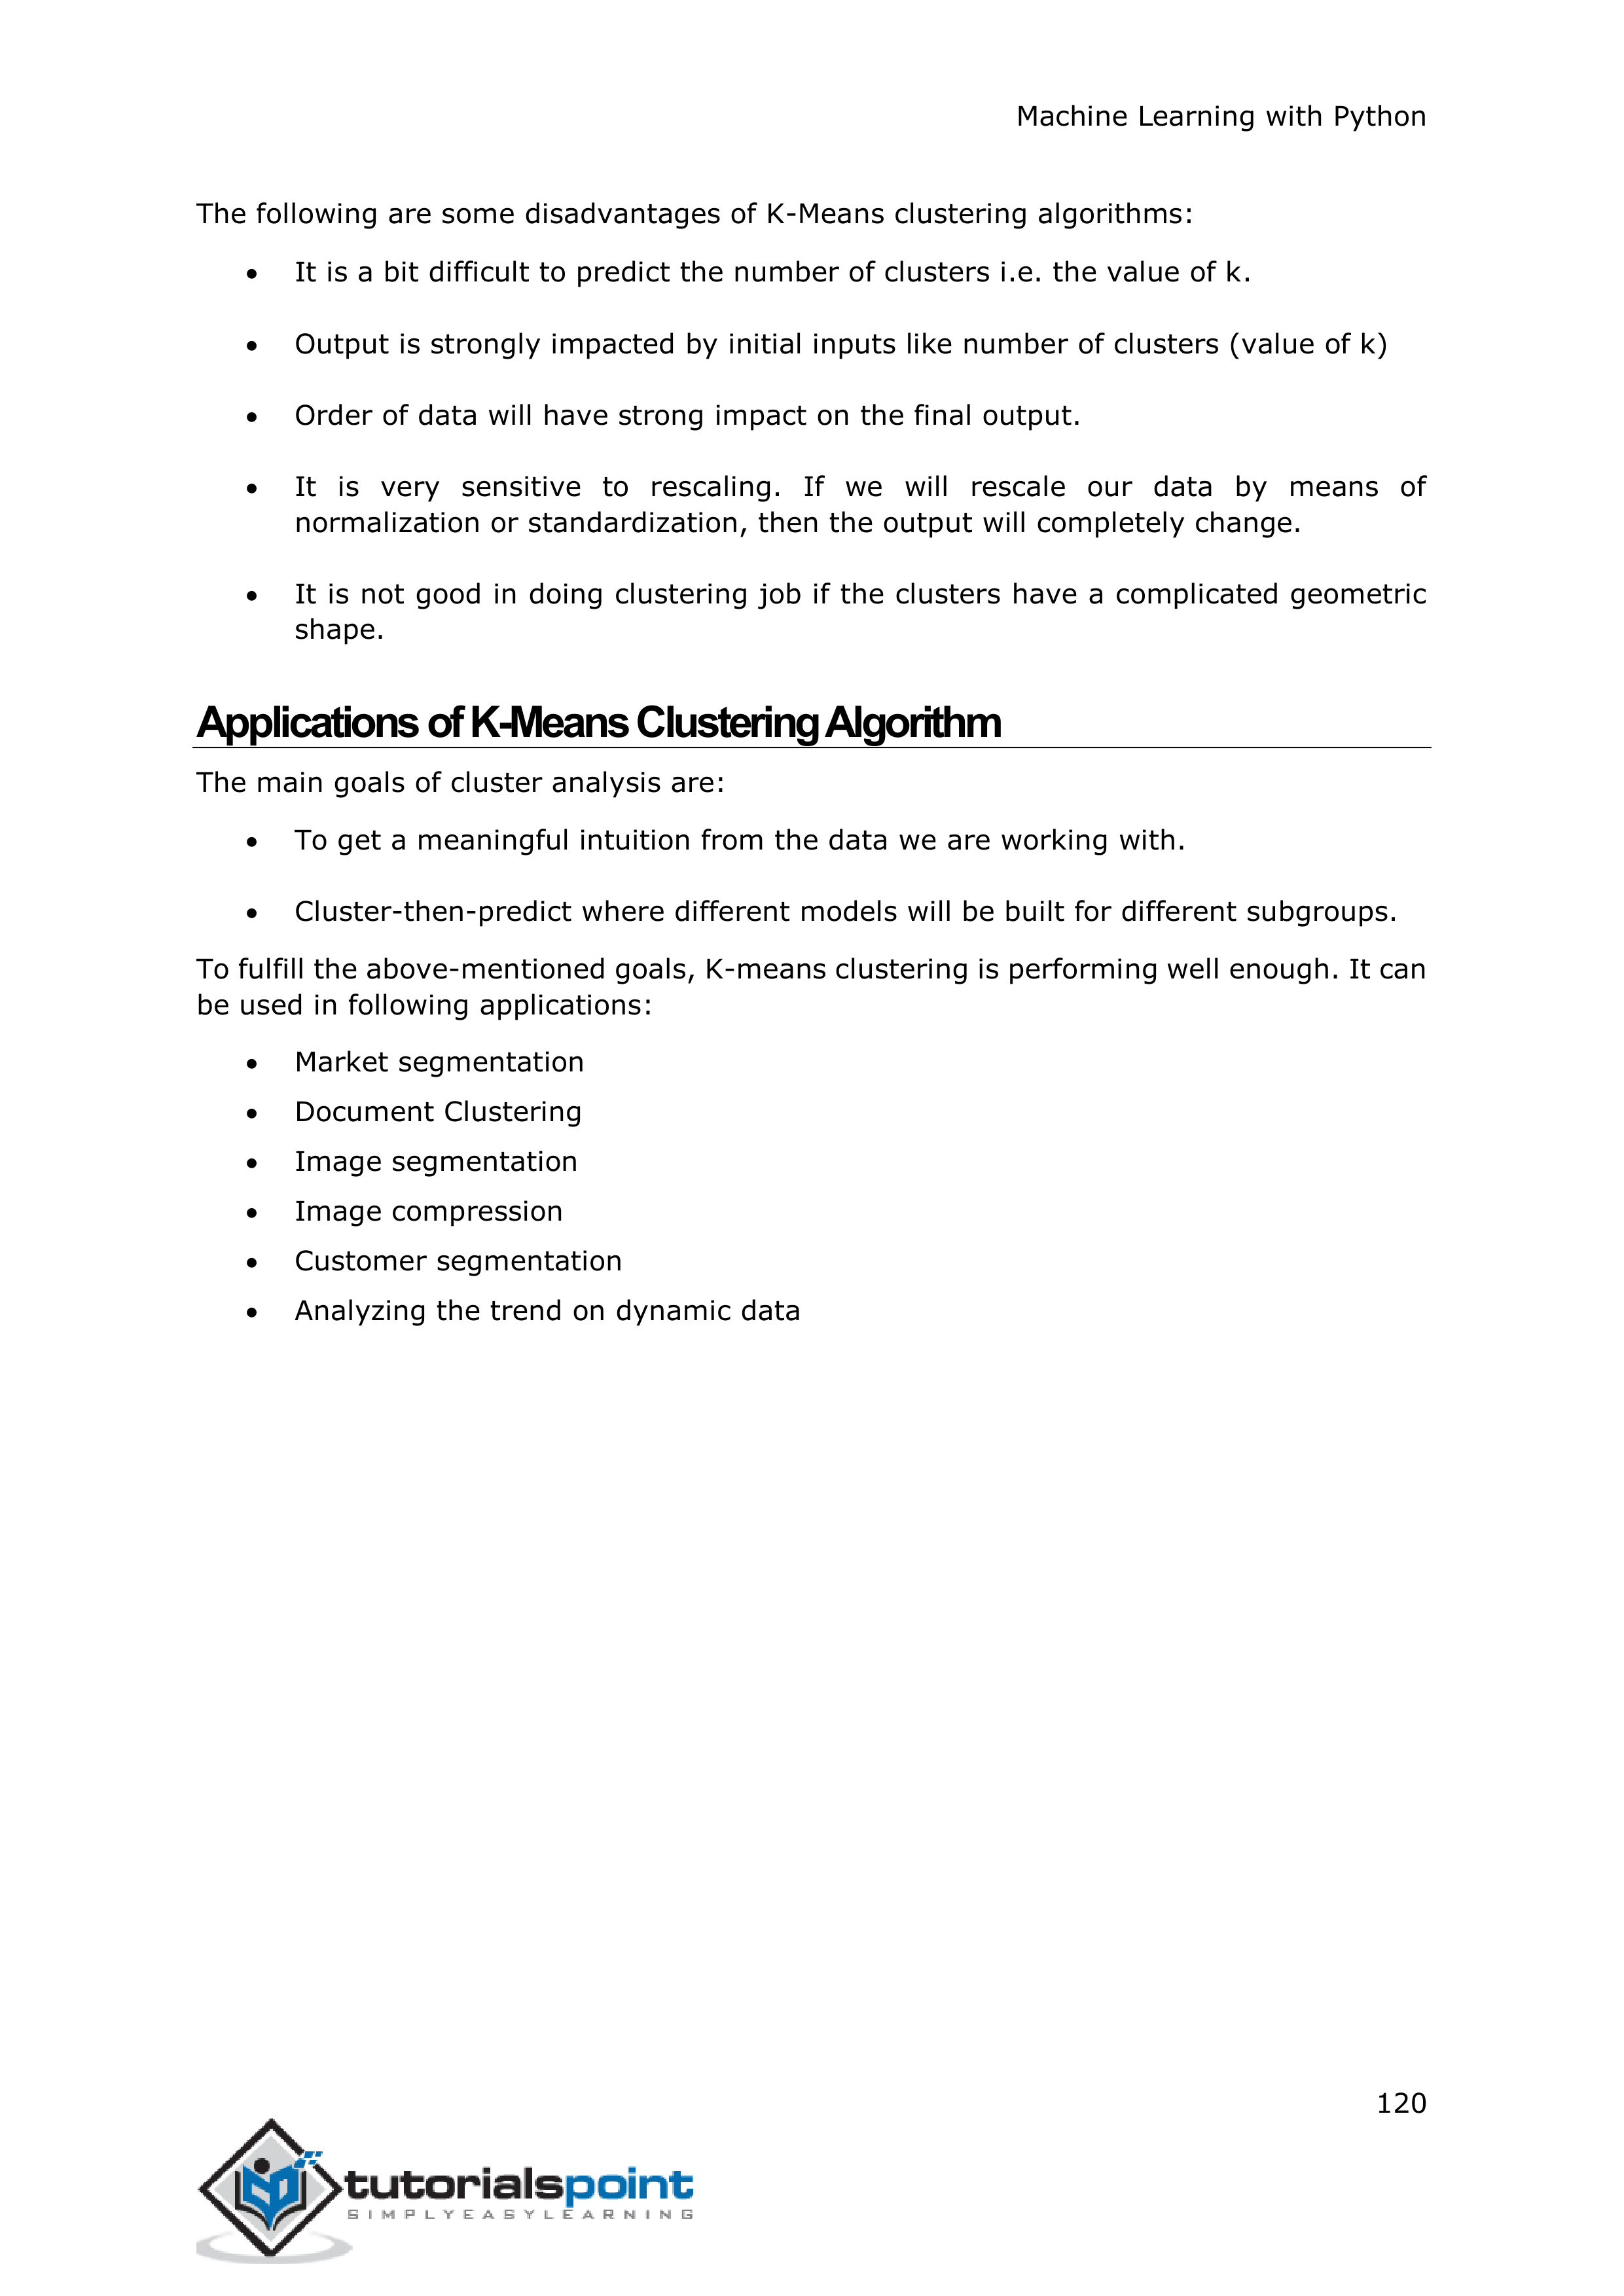 Machine Learning with Python
The following are some disadvantages of K-Means clustering algorithms:
• It is a bit difficult to predict the number of clusters i.e. the value of k.
• Output is strongly impacted by initial inputs like number of clusters (value of k)
• Order of data will have strong impact on the final output.
• It is very sensitive to rescaling. If we will rescale our data by means of
normalization or standardization, then the output will completely change.
• It is not good in doing clustering job if the clusters have a complicated geometric
shape.
Applications of K-Means Clustering Algorithm
The main goals of cluster analysis are:
• To get a meaningful intuition from the data we are working with.
• Cluster-then-predict where different models will be built for different subgroups.
To fulfill the above-mentioned goals, K-means clustering is performing well enough. It can
be used in following applications:
• Market segmentation
• Document Clustering
• Image segmentation
• Image compression
• Customer segmentation
• Analyzing the trend on dynamic data
120
tutorialspoint
SIMPLYEASYLEARNING